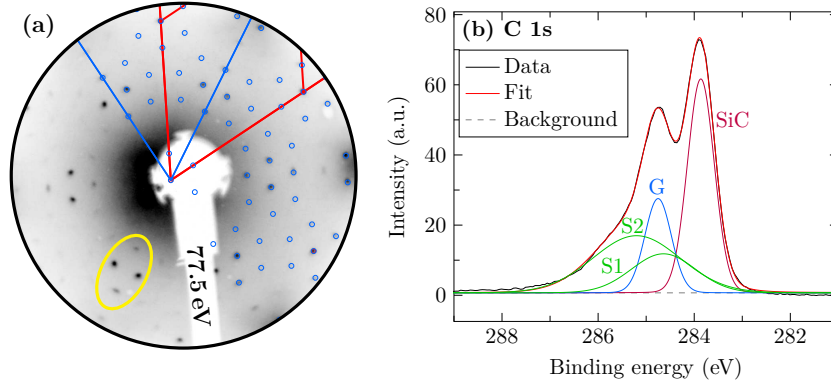 (a)
77.5 eV
(b) C 1s
Data
Fit
Background
SiC
G
S2
S1
80
60
40
20
0
Intensity (a.u.)
288
286
284
282
Binding energy (eV)